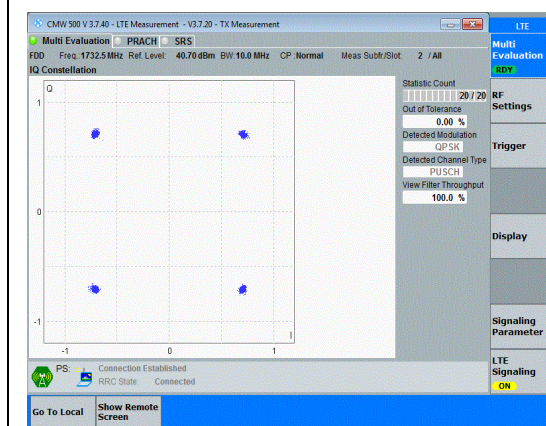 CMW 500 V 3.7.40 - LTE Measurement - V3.7.20 - TX Measurement
LTE
Multi Evaluation PRACH SRS
Multi Evaluation
RDY
FDD Freq.:1732.5 MHz Ref. Level: 40.70 dBm BW:10.0 MHz CP :Normal Meas Subfr./Slot: 2 / All
IQ Constellation
Q
1
0
-1
-1 0 1
I
Statistic Count
20 / 20
Out of Tolerance
0.00 %
Detected Modulation
QPSK
Detected Channel Type
PUSCH
View Filter Throughput
100.0 %
RF
Settings
Trigger
Display
Signaling
Parameter
LTE
Signaling
ON
PS: Connection Established
RRC State: Connected
Go To Local
Show Remote
Screen